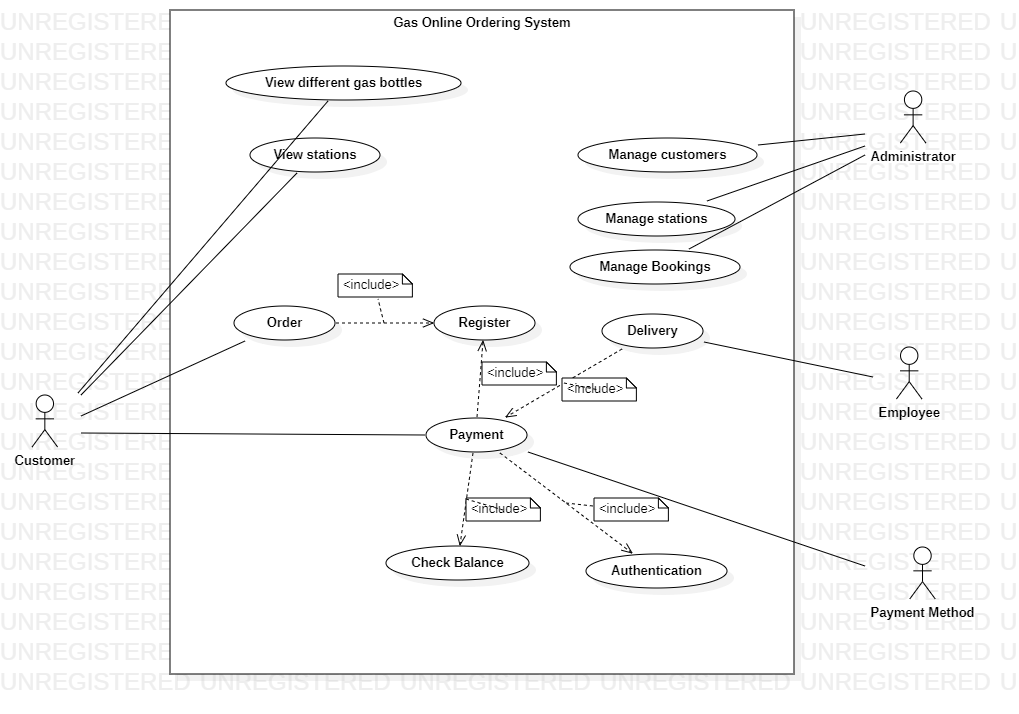 Gas Online Ordering System
View different gas bottles
View stations
Manage customers
Administrator
Manage stations
Manage Bookings
<include>
Order
Register
Delivery
<include>
<include>
Employee
Payment
Customer
<include>
<include>
Check Balance
Authentication
Payment Method
UNREGISTERED UNREGISTERED UNREGISTERED UNREGISTERED UNREGISTERED U